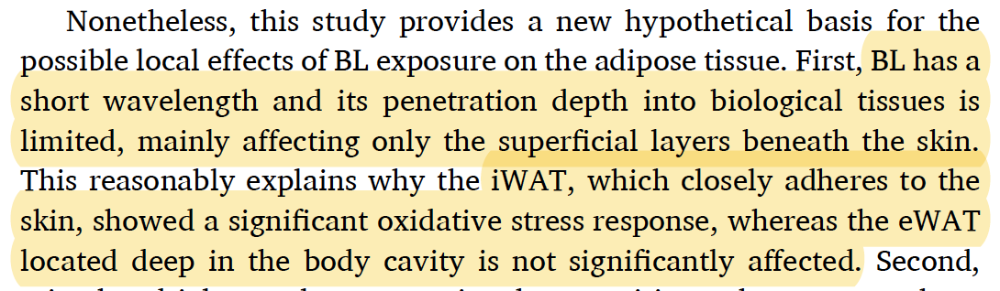 Nonetheless, this study provides a new hypothetical basis for the
possible local effects of BL exposure on the adipose tissue. First, BL has a
short wavelength and its penetration depth into biological tissues is
limited, mainly affecting only the superficial layers beneath the skin.
This reasonably explains why the iWAT, which closely adheres to the
skin, showed a significant oxidative stress response, whereas the eWAT
located deep in the body cavity is not significantly affected. Second,